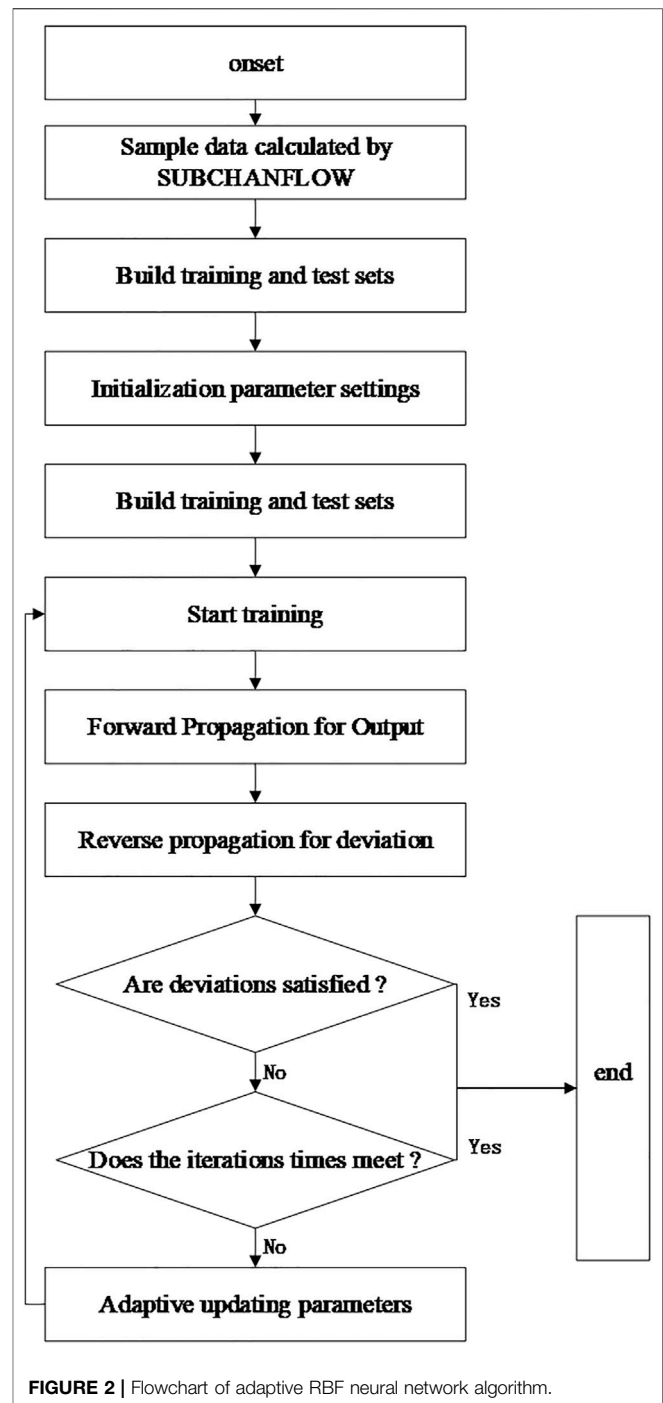 onset
Sample data calculated by
SUBCHANFLOW
Build training and test sets
Initialization parameter settings
Build training and test sets
Start training
Forward Propagation for Output
Reverse propagation for deviation
Are deviations satisfied ?
Yes
No
end
Does the iterations times meet ?
Yes
No
Adaptive updating parameters
FIGURE 2 | Flowchart of adaptive RBF neural network algorithm.